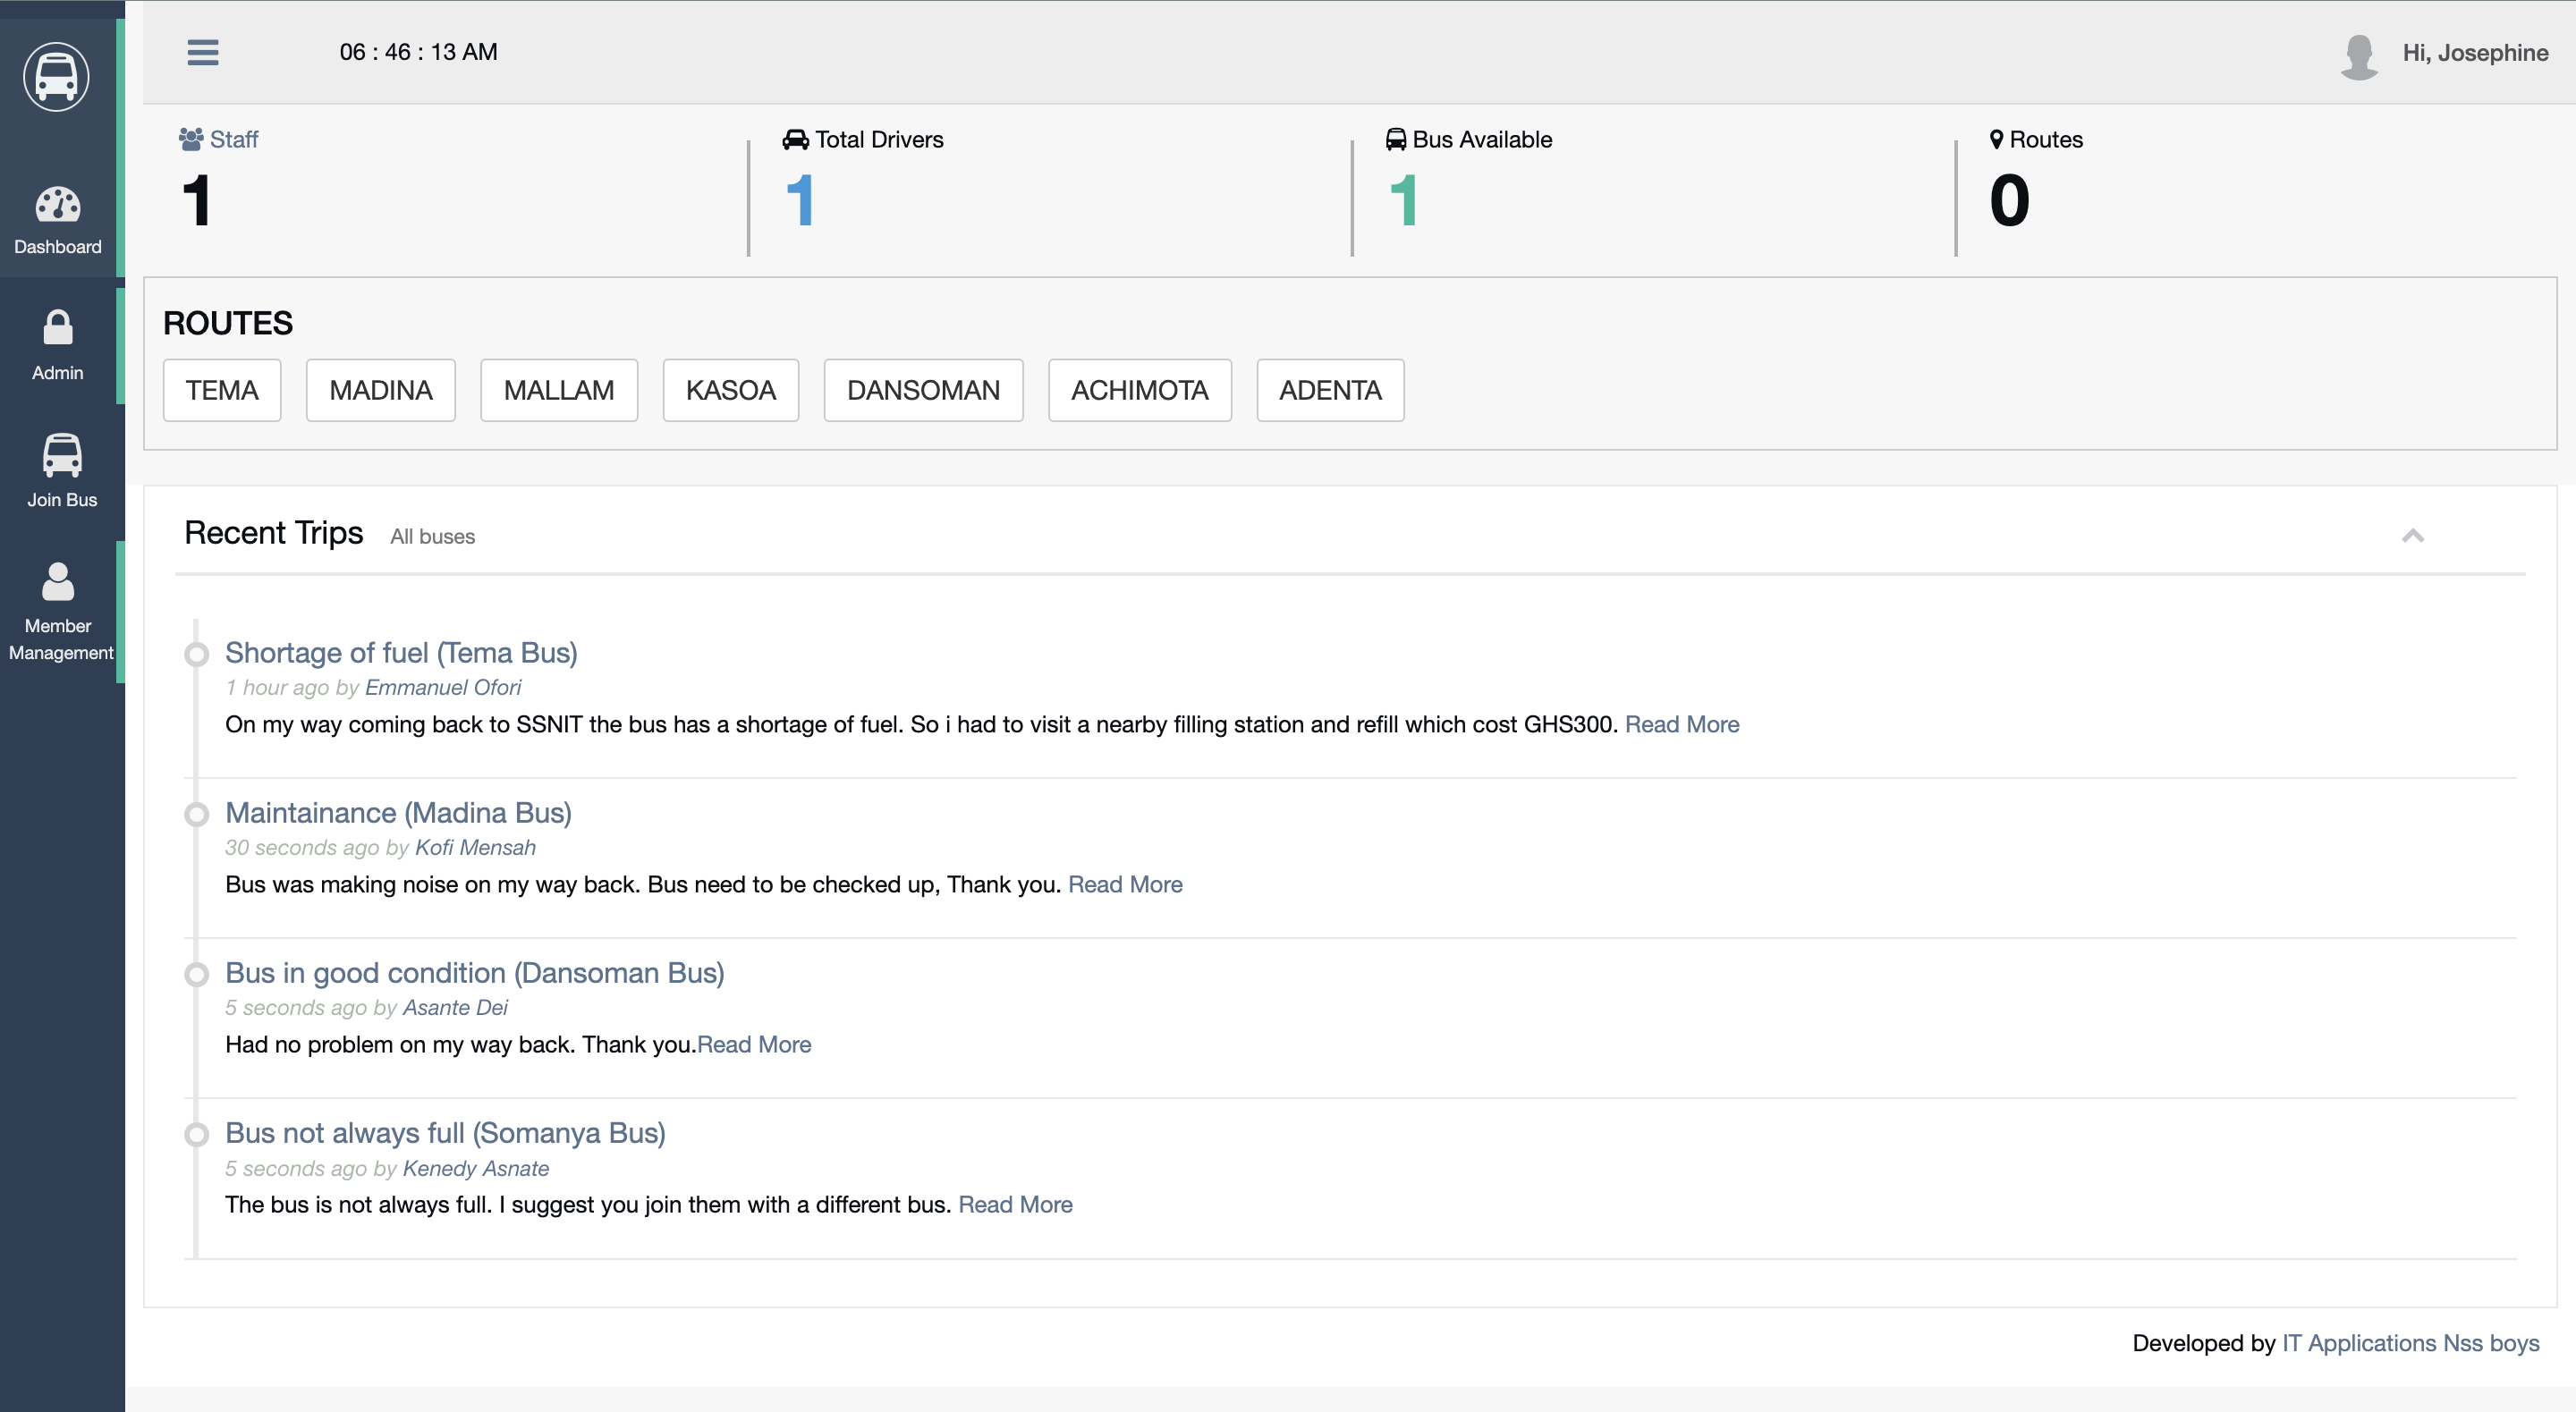 06 : 46 : 13 AM
Hi, Josephine
Staff
1
Total Drivers
1
Bus Available
1
Routes
0
Dashboard
Admin
Join Bus
Member
Management
ROUTES
TEMA MADINA MALLAM KASOA DANSOMAN ACHIMOTA ADENTA
Recent Trips All buses
Shortage of fuel (Tema Bus)
1 hour ago by Emmanuel Ofori
On my way coming back to SSNIT the bus has a shortage of fuel. So i had to visit a nearby filling station and refill which cost GHS300. Read More
Maintainance (Madina Bus)
30 seconds ago by Kofi Mensah
Bus was making noise on my way back. Bus need to be checked up, Thank you. Read More
Bus in good condition (Dansoman Bus)
5 seconds ago by Asante Dei
Had no problem on my way back. Thank you.Read More
Bus not always full (Somanya Bus)
5 seconds ago by Kenedy Asnate
The bus is not always full. I suggest you join them with a different bus. Read More
Developed by IT Applications Nss boys